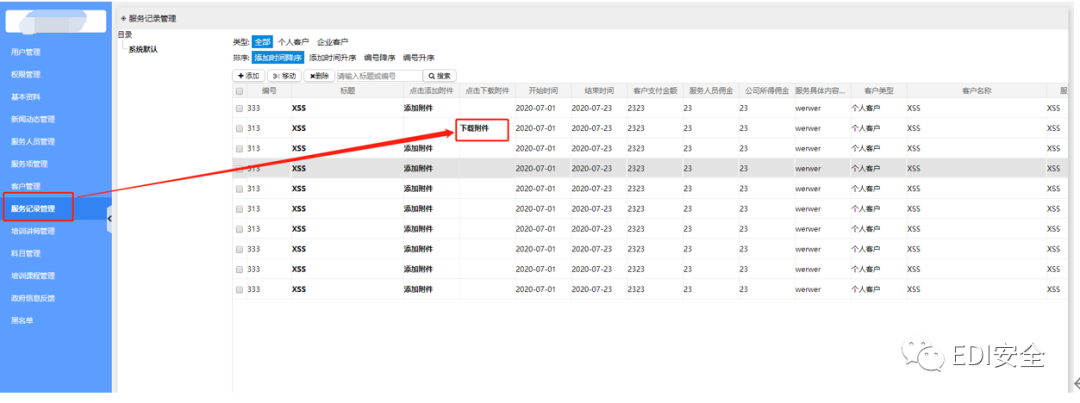 服务记录管理
用户管理
权限管理
基本资料
新闻动态管理
服务人员管理
服务项管理
客户管理
服务记录管理
培训讲师管理
科目管理
培训课程管理
政府信息反馈
黑名单
目录
系统默认
类型: 全部 个人客户 企业客户
排序: 添加时间降序 添加时间升序 编号降序 编号升序
添加 移动 删除 请输入标题或编号 搜索
编号 标题 点击添加附件 点击下载附件 开始时间 结束时间 客户支付金额 服务人员佣金 公司所得佣金 服务具体内容... 客户类型 客户名称 服
333 XSS 添加附件 2020-07-01 2020-07-23 2323 23 23 werwer 个人客户 XSS XSS
313 XSS 下载附件 2020-07-01 2020-07-23 2323 23 23 werwer 个人客户 XSS XSS
313 XSS 添加附件 2020-07-01 2020-07-23 2323 23 23 werwer 个人客户 XSS XSS
313 XSS 添加附件 2020-07-01 2020-07-23 2323 23 23 werwer 个人客户 XSS XSS
313 XSS 添加附件 2020-07-01 2020-07-23 2323 23 23 werwer 个人客户 XSS XSS
313 XSS 添加附件 2020-07-01 2020-07-23 2323 23 23 werwer 个人客户 XSS XSS
313 XSS 添加附件 2020-07-01 2020-07-23 2323 23 23 werwer 个人客户 XSS XSS
333 XSS 添加附件 2020-07-01 2020-07-23 2323 23 23 werwer 个人客户 XSS XSS
333 XSS 添加附件 2020-07-01 2020-07-23 2323 23 23 werwer 个人客户 XSS XSS
333 XSS 添加附件 2020-07-01 2020-07-23 2323 23 23 werwer 个人客户 XSS XSS
EDI安全